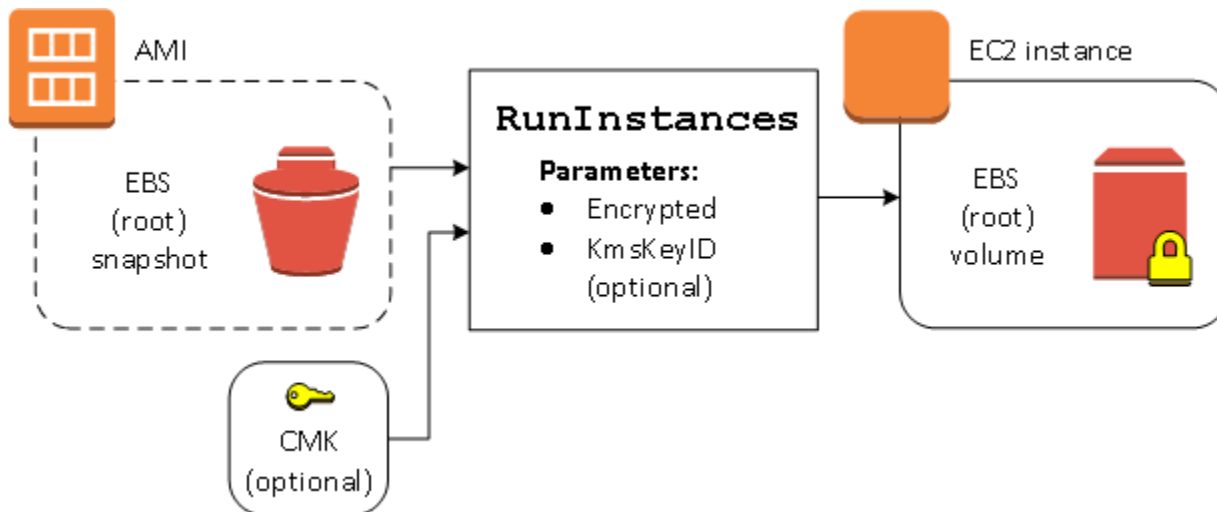 AMI
EBS
(root)
snapshot
CMK
(optional)
RunInstances
Parameters:
● Encrypted
● KmsKeyID
(optional)
EC2 instance
EBS
(root)
volume